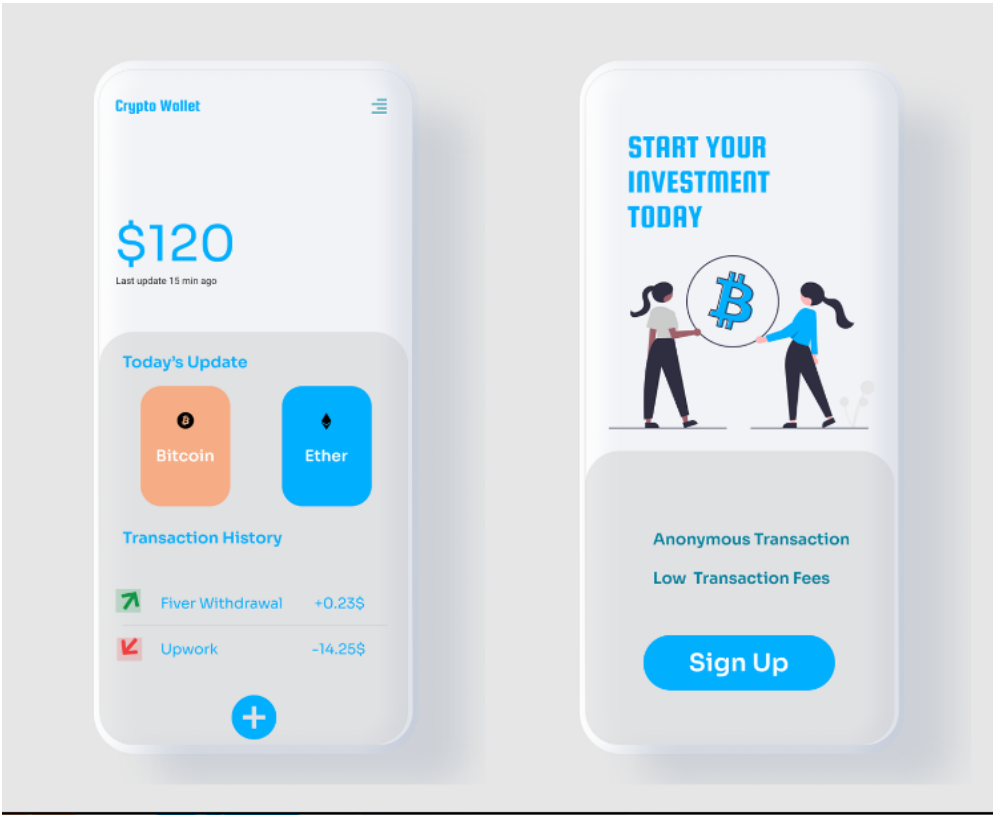 Crypto Wallet
$120
Last update 15 min ago
Today's Update
Bitcoin
Ether
Transaction History
Fiver Withdrawal +0.23$
Upwork -14.25$
START YOUR
INVESTMENT
TODAY
Anonymous Transaction
Low Transaction Fees
Sign Up